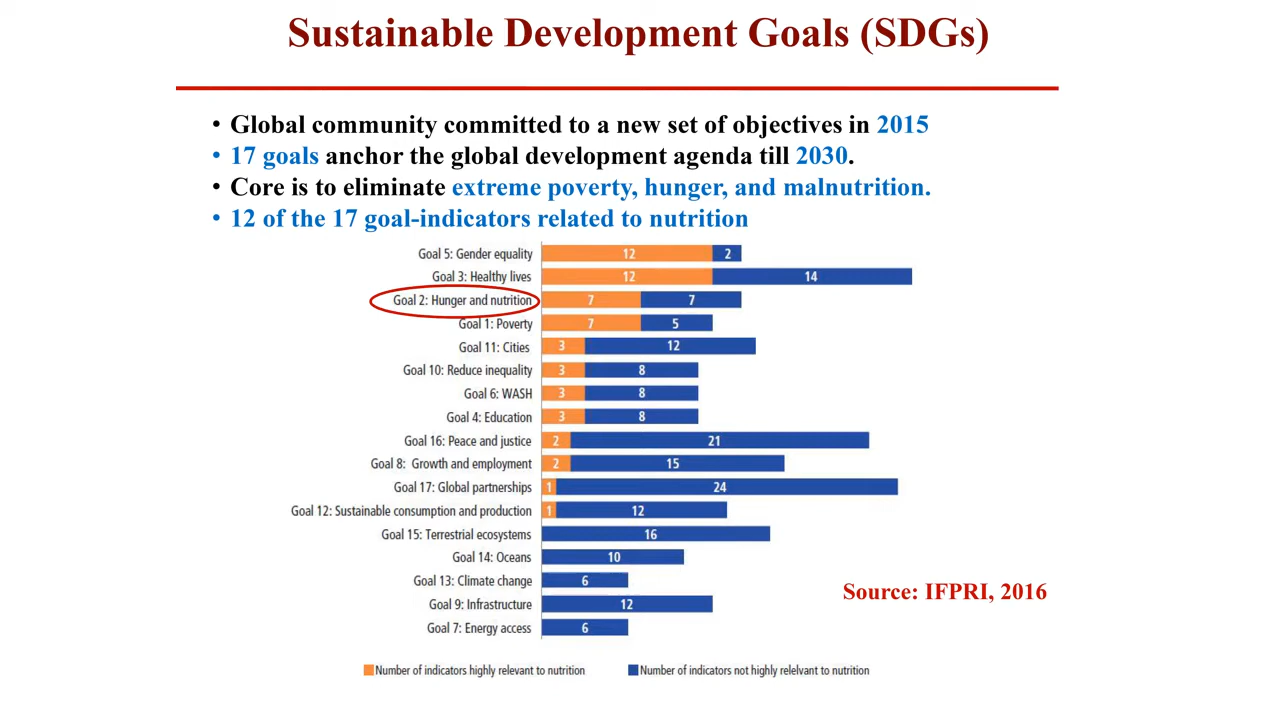 Sustainable Development Goals (SDGs)
• Global community committed to a new set of objectives in 2015
• 17 goals anchor the global development agenda till 2030.
• Core is to eliminate extreme poverty, hunger, and malnutrition.
• 12 of the 17 goal-indicators related to nutrition
Goal 5: Gender equality 12 2
Goal 3: Healthy lives 12 14
Goal 2: Hunger and nutrition 7 7
Goal 1: Poverty 7 5
Goal 11: Cities 3 12
Goal 10: Reduce inequality 3 8
Goal 6: WASH 3 8
Goal 4: Education 3 8
Goal 16: Peace and justice 2 21
Goal 8: Growth and employment 2 15
Goal 17: Global partnerships 1 24
Goal 12: Sustainable consumption and production 1 12
Goal 15: Terrestrial ecosystems 16
Goal 14: Oceans 10
Goal 13: Climate change 6
Source: IFPRI, 2016
Goal 9: Infrastructure 12
Goal 7: Energy access 6
Number of indicators highly relevant to nutrition
Number of indicators not highly relelvant to nutrition